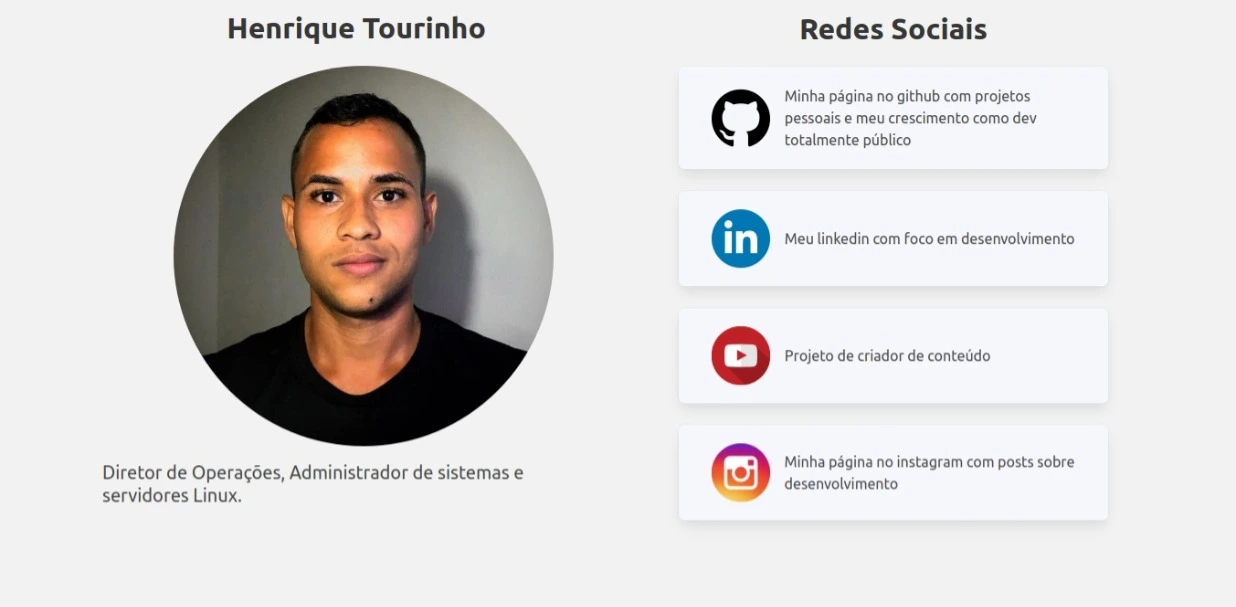 Henrique Tourinho
Diretor de Operações, Administrador de sistemas e
servidores Linux.
Redes Sociais
Minha página no github com projetos
pessoais e meu crescimento como dev
totalmente público
in
Meu linkedin com foco em desenvolvimento
Projeto de criador de conteúdo
Minha página no instagram com posts sobre
desenvolvimento